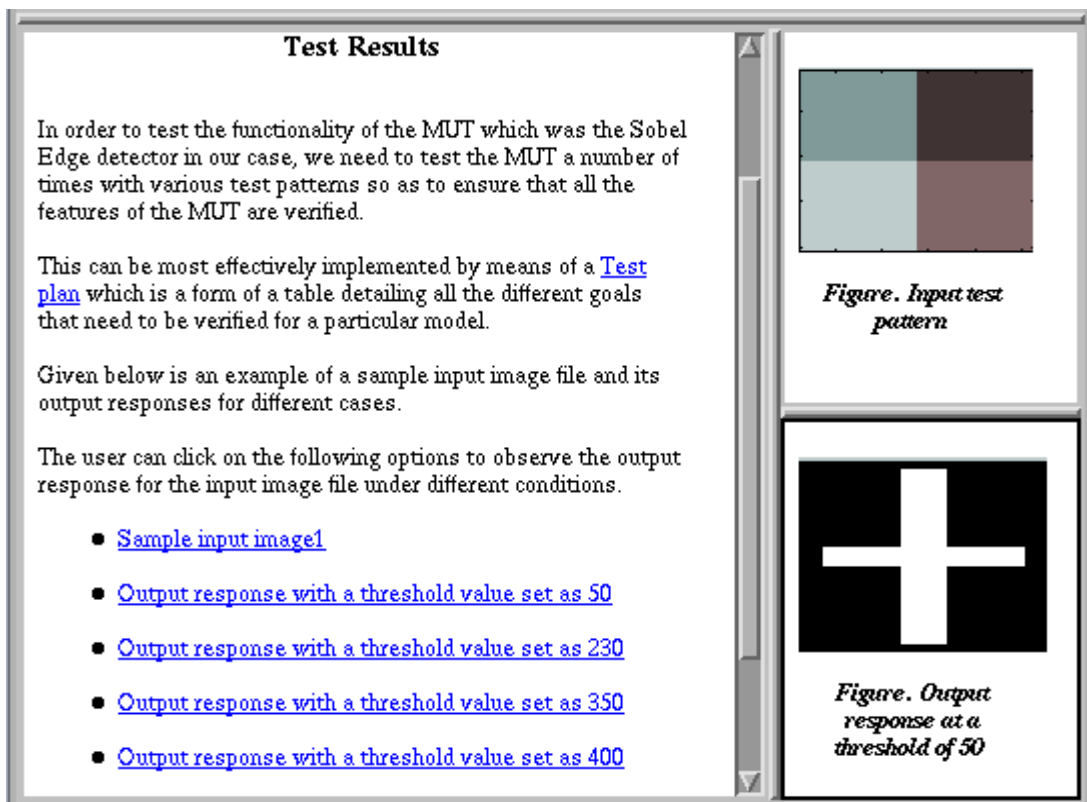 Test Results
In order to test the functionality of the MUT which was the Sobel
Edge detector in our case, we need to test the MUT a number of
times with various test patterns so as to ensure that all the
features of the MUT are verified.
This can be most effectively implemented by means of a Test
plan which is a form of a table detailing all the different goals
that need to be verified for a particular model.
Given below is an example of a sample input image file and its
output responses for different cases.
The user can click on the following options to observe the output
response for the input image file under different conditions.
Sample input image1
Output response with a threshold value set as 50
Output response with a threshold value set as 230
Output response with a threshold value set as 350
Output response with a threshold value set as 400
Figure. Input test
pattern
Figure. Output
response at a
threshold of 50